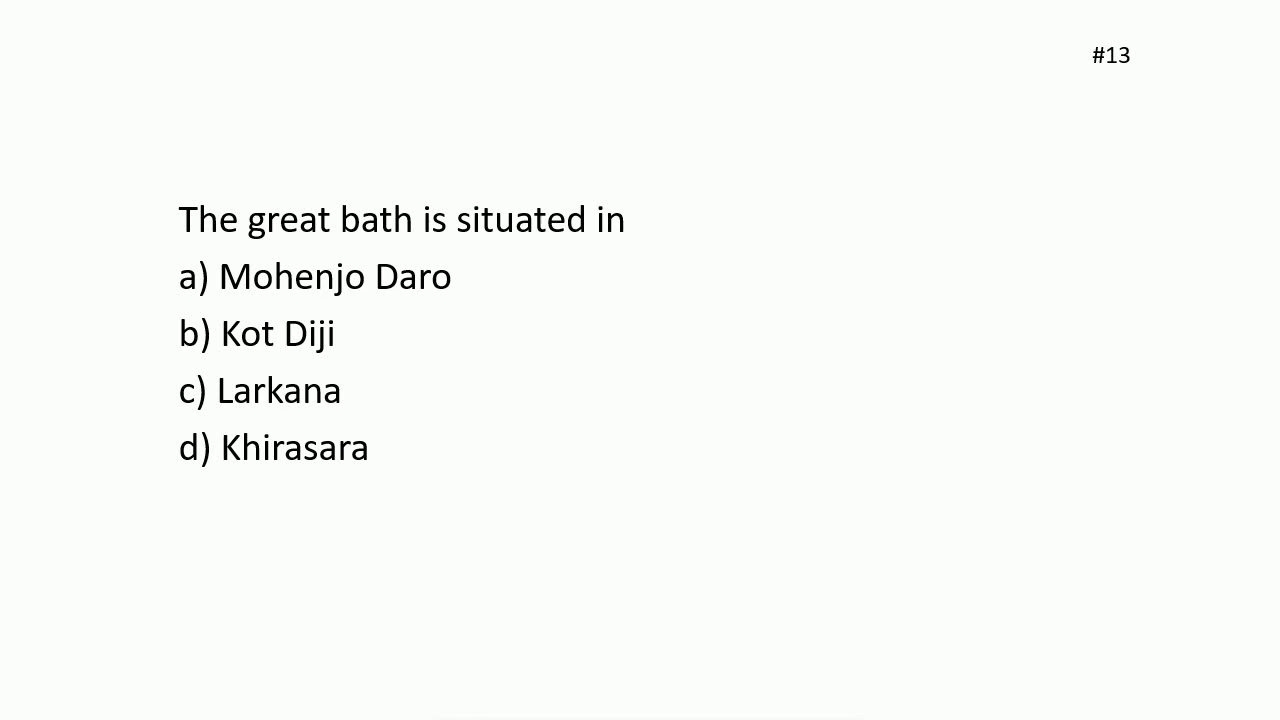 #13
The great bath is situated in
a) Mohenjo Daro
b) Kot Diji
c) Larkana
d) Khirasara